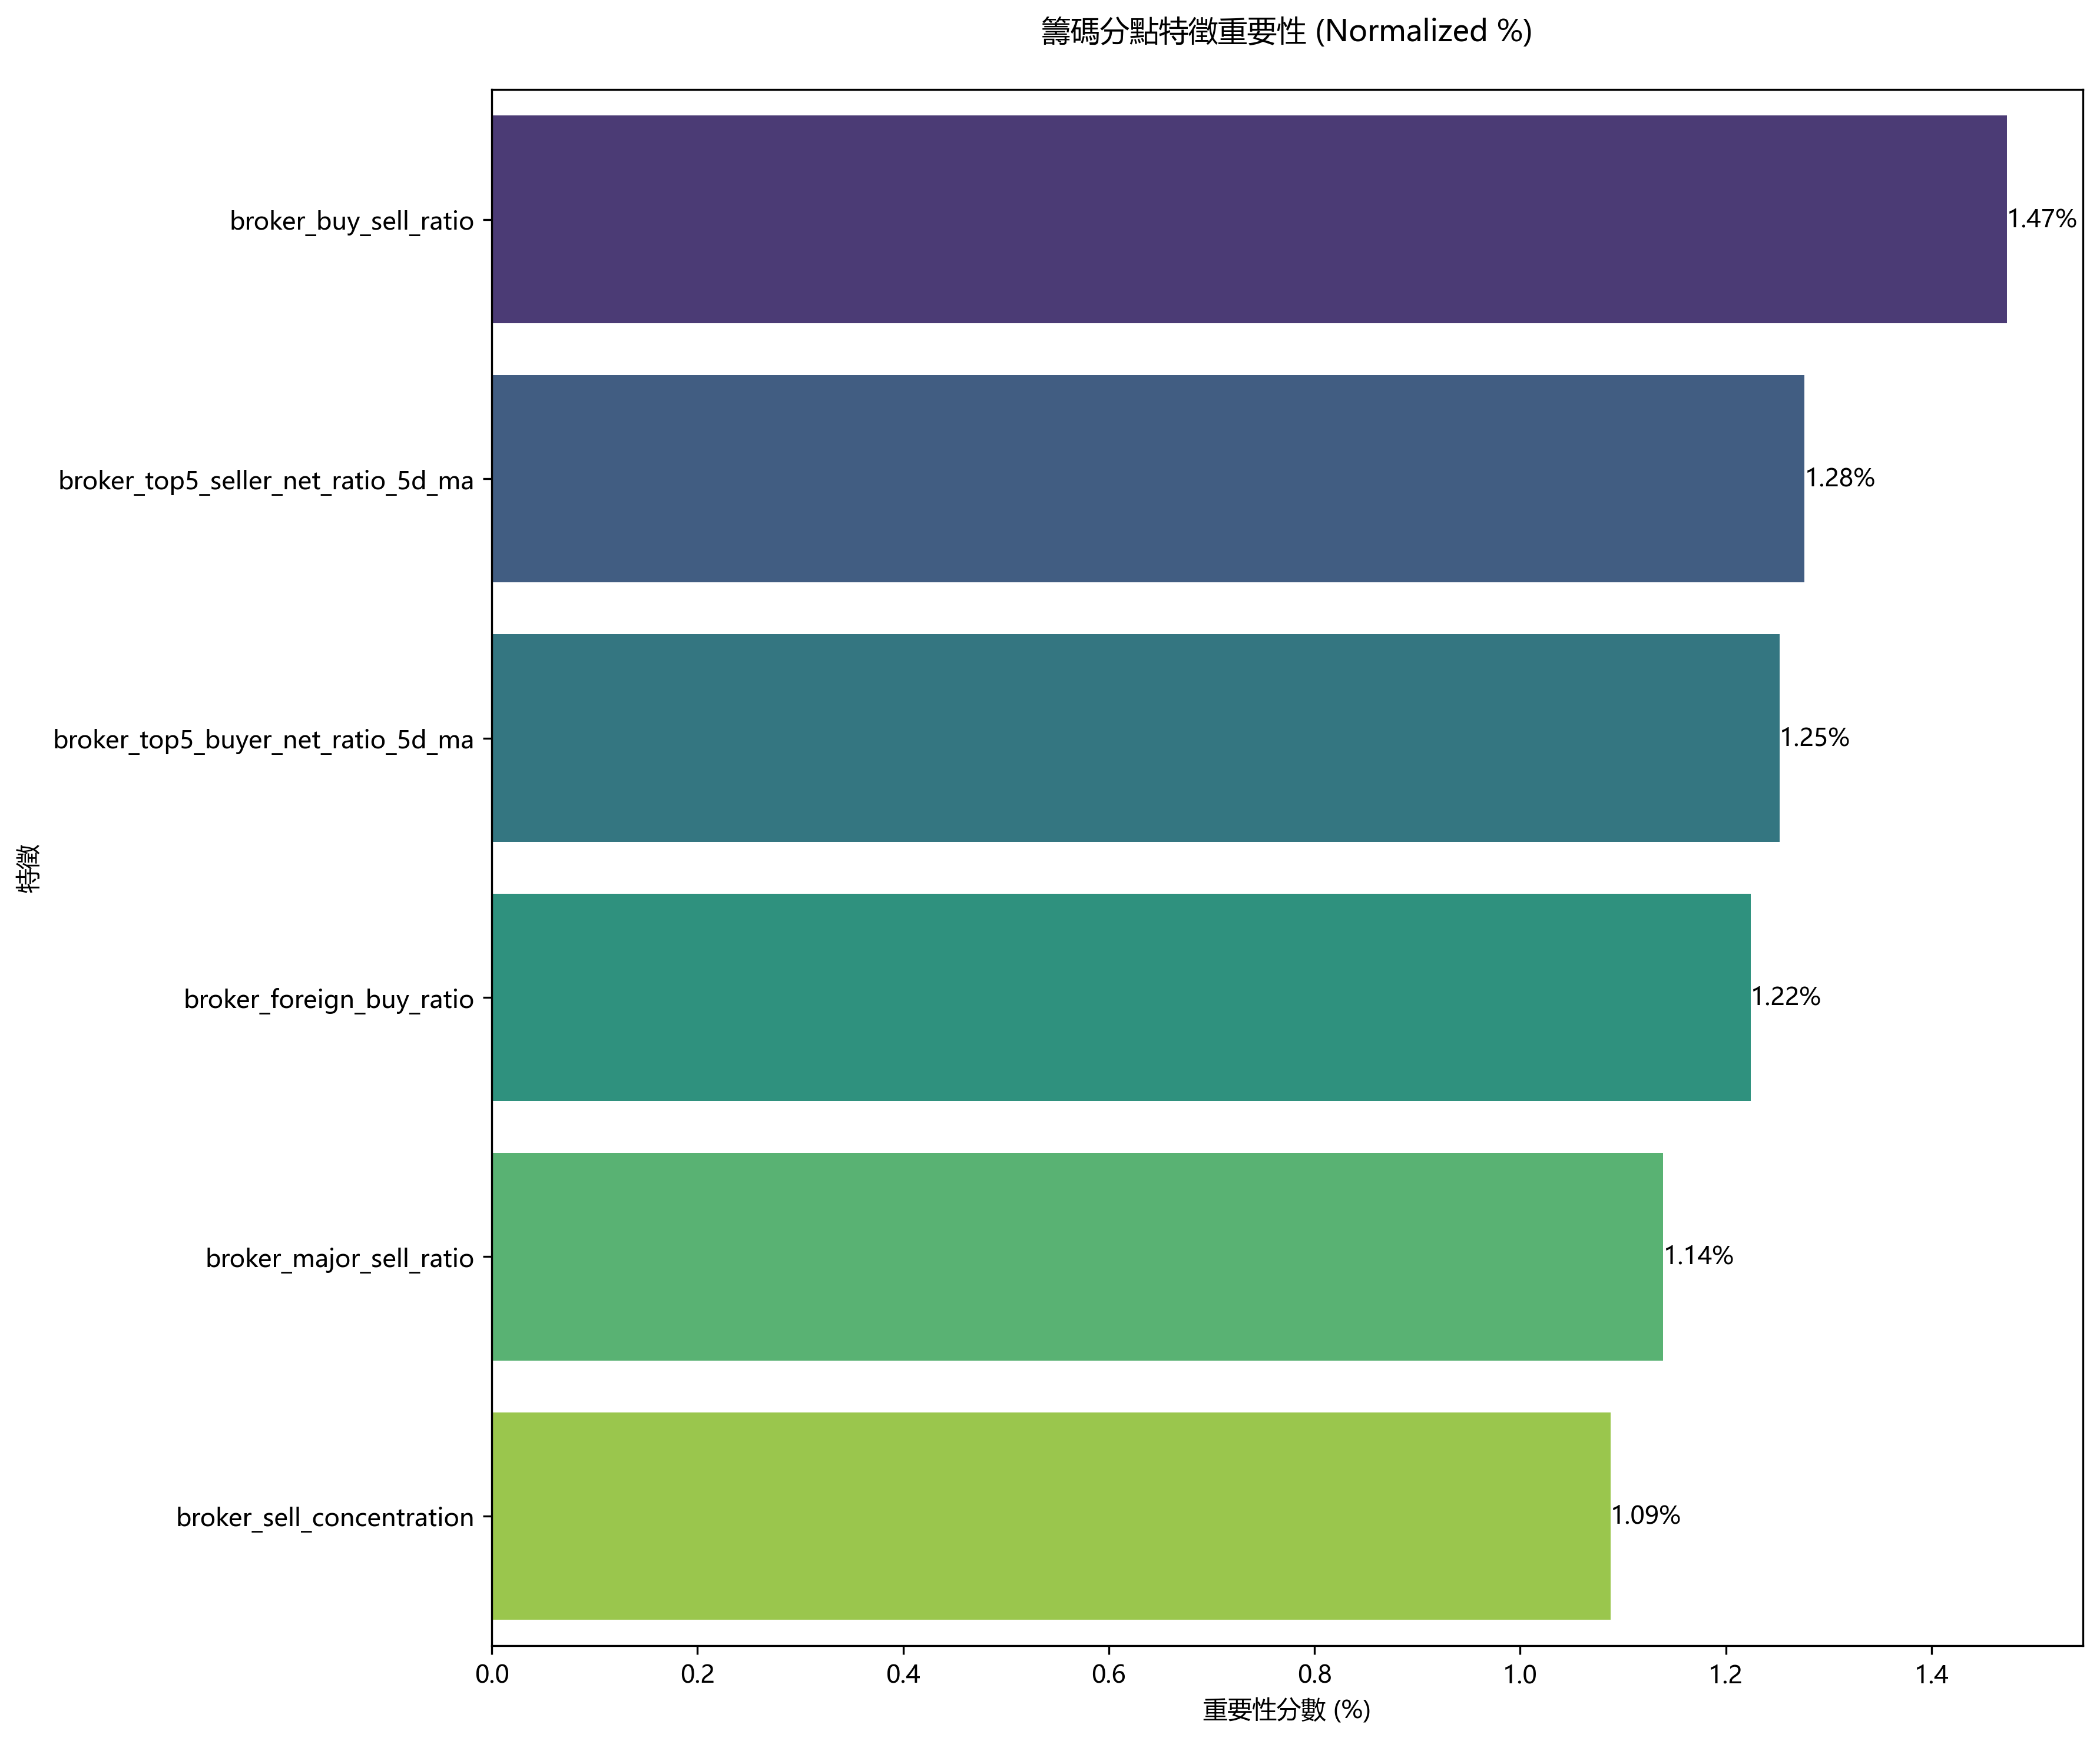 籌碼分點特徵重要性 (Normalized %)
特徵
broker_buy_sell_ratio
1.47%
broker_top5_seller_net_ratio_5d_ma
1.28%
broker_top5_buyer_net_ratio_5d_ma
1.25%
broker_foreign_buy_ratio
1.22%
broker_major_sell_ratio
1.14%
broker_sell_concentration
1.09%
0.0 0.2 0.4 0.6 0.8 1.0 1.2 1.4
重要性分數 (%)